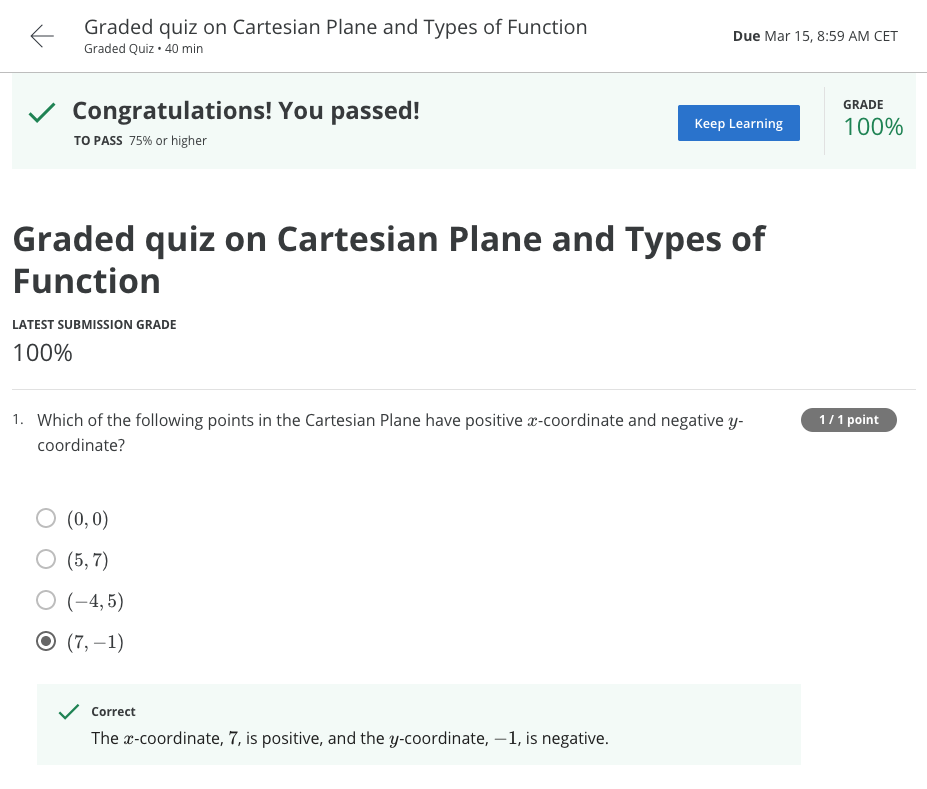 Graded quiz on Cartesian Plane and Types of Function
Graded Quiz • 40 min
Due Mar 15, 8:59 AM CET
Congratulations! You passed!
TO PASS 75% or higher
Keep Learning
GRADE
100%
Graded quiz on Cartesian Plane and Types of
Function
LATEST SUBMISSION GRADE
100%
1. Which of the following points in the Cartesian Plane have positive x-coordinate and negative y-
coordinate?
1 / 1 point
(0, 0)
(5, 7)
(−4, 5)
(7, −1)
Correct
The x-coordinate, 7, is positive, and the y-coordinate, −1, is negative.